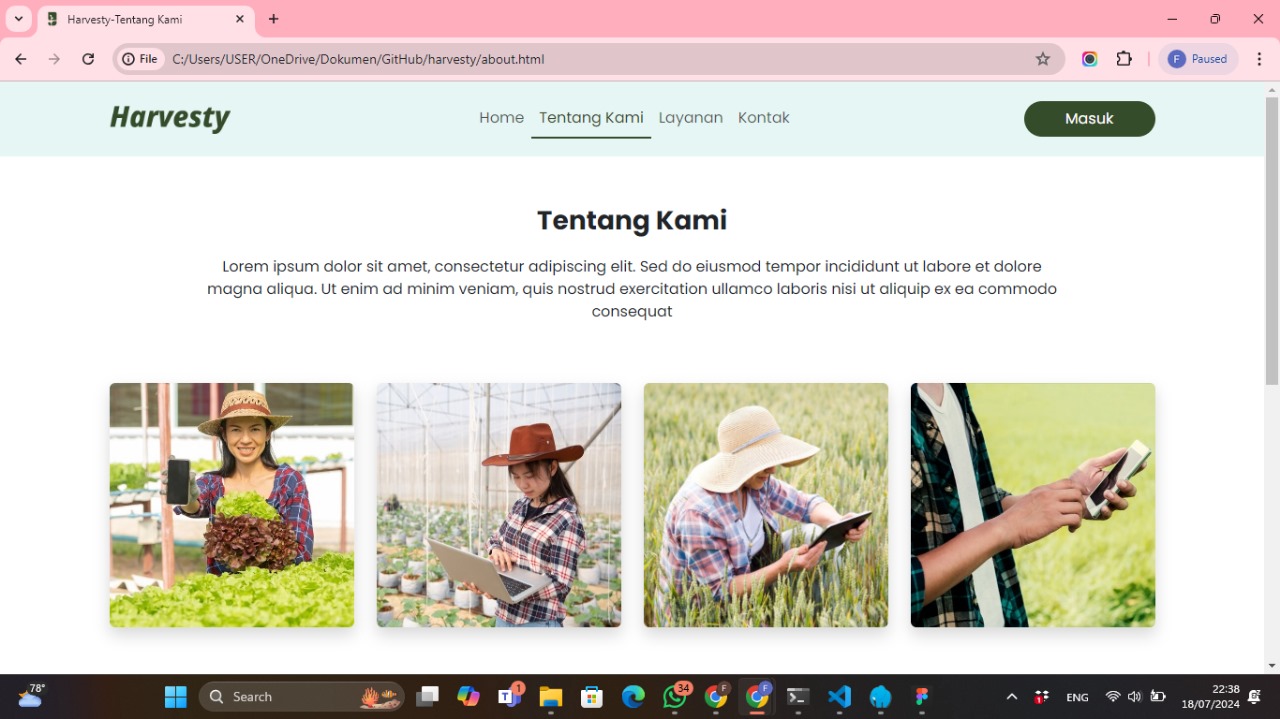 Harvesty-Tentang Kami
File
C:/Users/USER/OneDrive/Dokumen/GitHub/harvesty/about.html
F
Paused
Harvesty
Home
Tentang Kami
Layanan
Kontak
Masuk
Tentang Kami
Lorem ipsum dolor sit amet, consectetur adipiscing elit. Sed do eiusmod tempor incididunt ut labore et dolore
magna aliqua. Ut enim ad minim veniam, quis nostrud exercitation ullamco laboris nisi ut aliquip ex ea commodo
consequat
78°
Search
1
34
F
F
1
ENG
22:38
18/07/2024